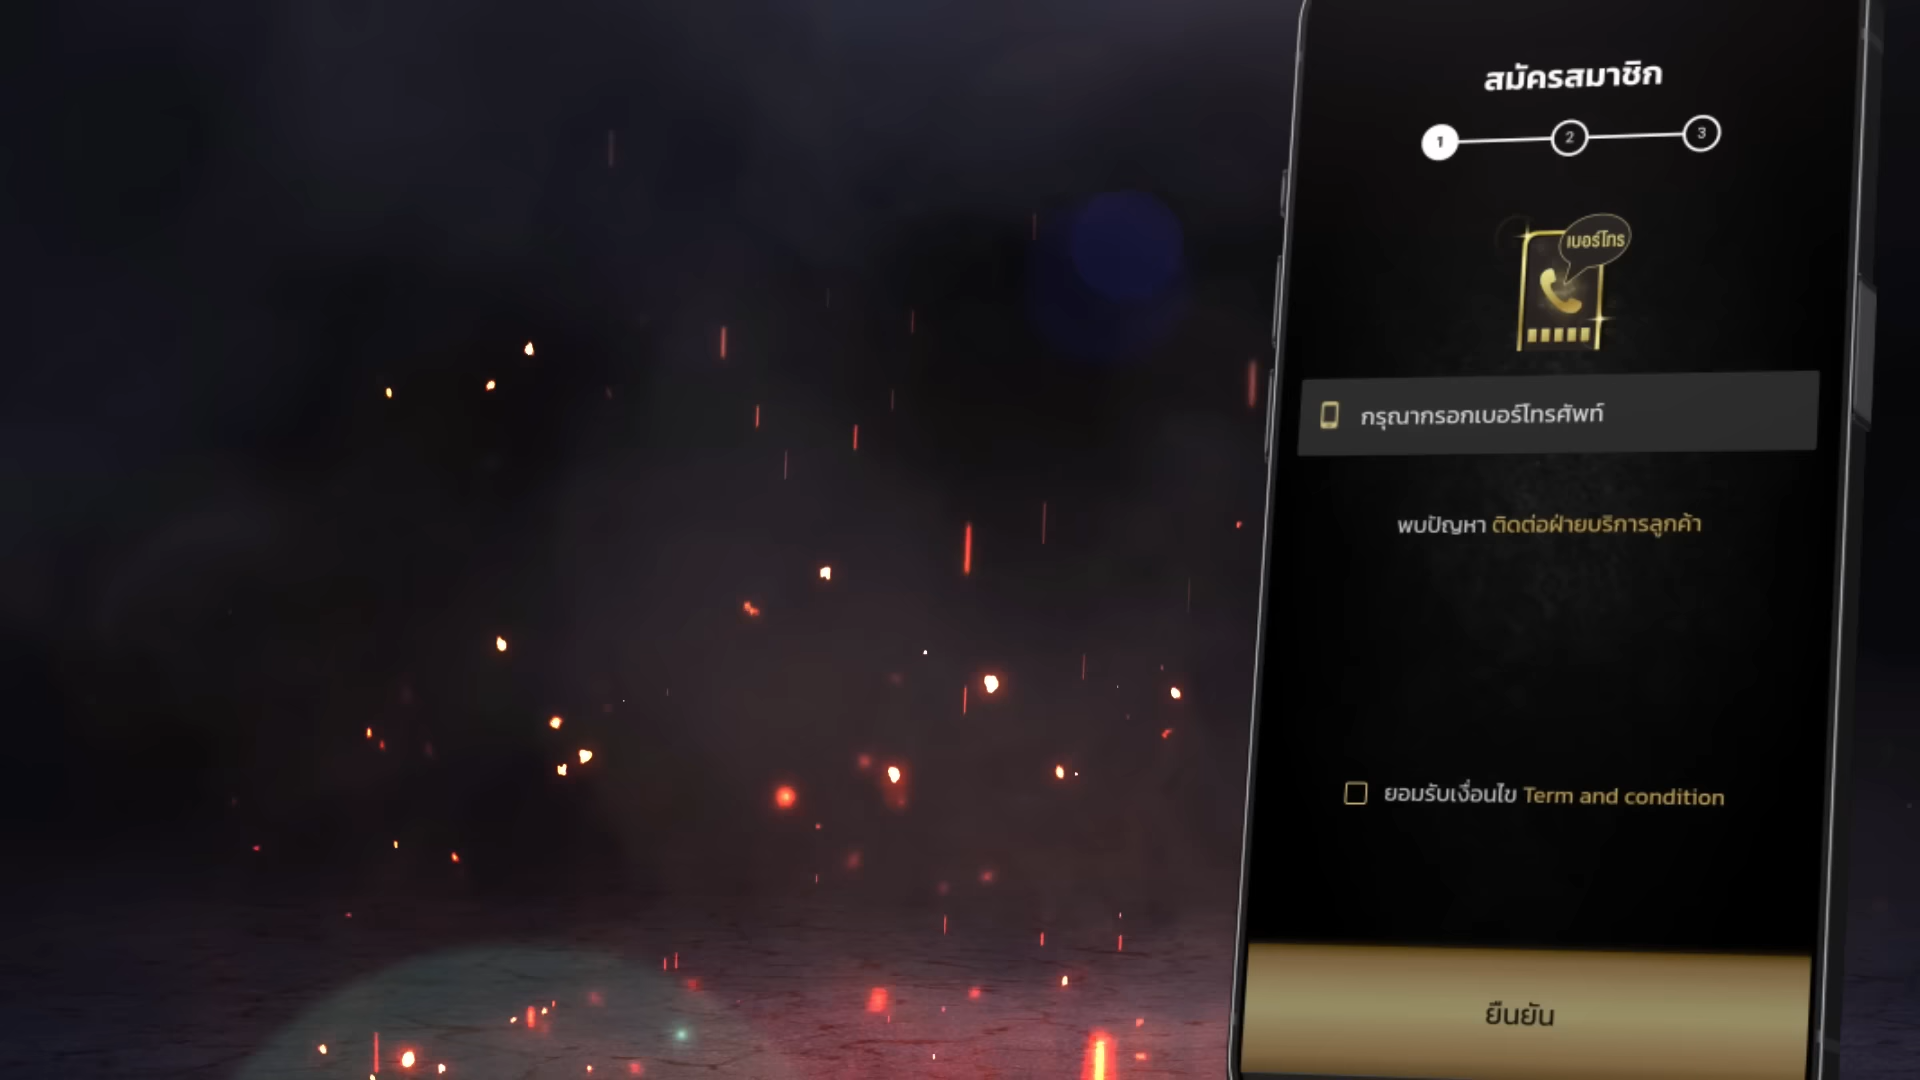 สมัครสมาชิก
1 2 3
เบอร์โทร
กรุณากรอกเบอร์โทรศัพท์
พบปัญหา ติดต่อฝ่ายบริการลูกค้า
ยอมรับเงื่อนไข Term and condition
ยืนยัน